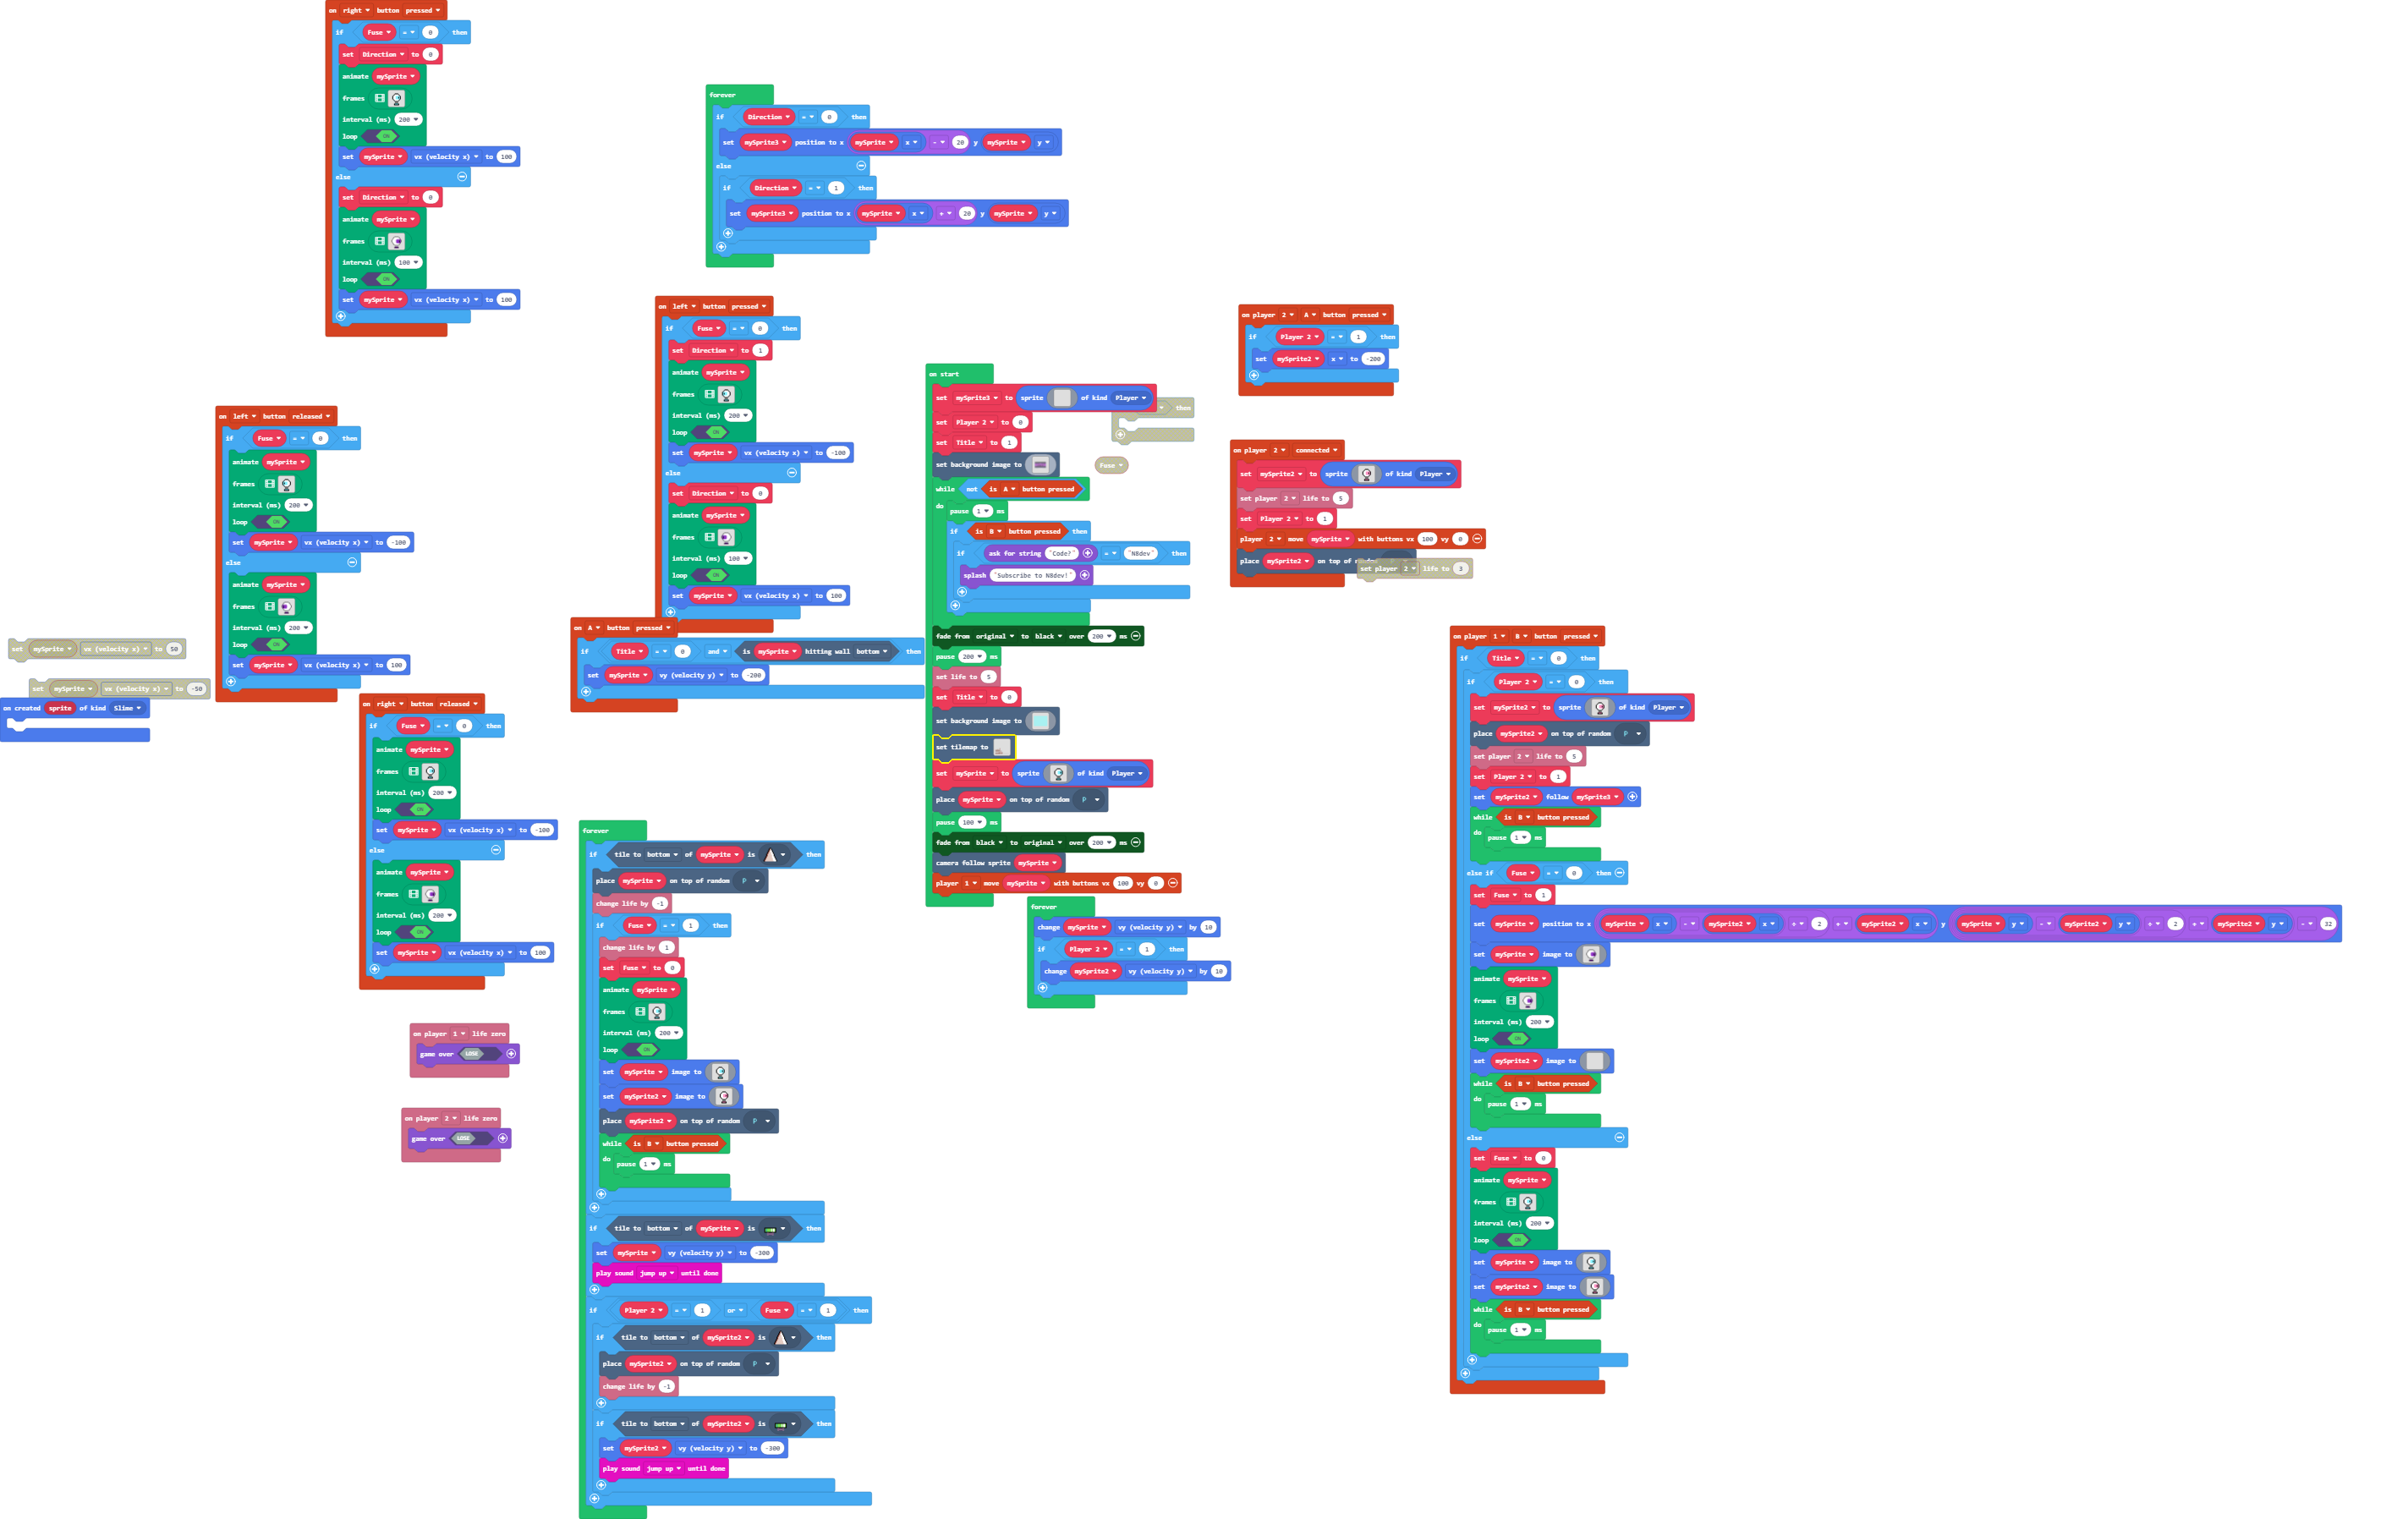 on right button pressed
if Fuse = 0 then
set Direction to 0
animate mySprite
frames
interval (ms) 200
loop ON
set mySprite vx (velocity x) to 100
else
set Direction to 0
animate mySprite
frames
interval (ms) 100
loop ON
set mySprite vx (velocity x) to 100
forever
if Direction = 0 then
set mySprite3 position to x mySprite x - 20 y mySprite y
else
if Direction = 1 then
set mySprite3 position to x mySprite x + 20 y mySprite y
on left button pressed
if Fuse = 0 then
set Direction to 1
animate mySprite
frames
interval (ms) 200
loop ON
set mySprite vx (velocity x) to -100
else
set Direction to 0
animate mySprite
frames
interval (ms) 100
loop ON
set mySprite vx (velocity x) to 100
on player 2 A button pressed
if Player 2 = 1 then
set mySprite2 x to -200
on left button released
if Fuse = 0 then
animate mySprite
frames
interval (ms) 200
loop ON
set mySprite vx (velocity x) to -100
else
animate mySprite
frames
interval (ms) 200
loop ON
set mySprite vx (velocity x) to 100
set mySprite vx (velocity x) to 50
set mySprite vx (velocity x) to -50
on created sprite of kind Slime
on right button released
if Fuse = 0 then
animate mySprite
frames
interval (ms) 200
loop ON
set mySprite vx (velocity x) to -100
else
animate mySprite
frames
interval (ms) 200
loop ON
set mySprite vx (velocity x) to 100
on player 1 life zero
game over LOSE
on player 2 life zero
game over LOSE
on A button pressed
if Title = 0 and is mySprite hitting wall bottom then
set mySprite vy (velocity y) to -200
on start
set mySprite3 to sprite of kind Player
then
set Player 2 to 0
set Title to 1
set background image to
Fuse
while not is A button pressed
do pause 1 ms
if is B button pressed then
if ask for string "Code?" = "N8dev" then
splash "Subscribe to N8dev!"
fade from original to black over 200 ms
pause 200 ms
set life to 5
set Title to 0
set background image to
set tilemap to
set mySprite to sprite of kind Player
place mySprite on top of random P
pause 100 ms
fade from black to original over 200 ms
camera follow sprite mySprite
player 1 move mySprite with buttons vx 100 vy 0
on player 2 connected
set mySprite2 to sprite of kind Player
set player 2 life to 5
set Player 2 to 1
player 2 move mySprite with buttons vx 100 vy 0
place mySprite2 on top of
set player 2 life to 3
forever
change mySprite vy (velocity y) by 10
if Player 2 = 1 then
change mySprite2 vy (velocity y) by 10
forever
if tile to bottom of mySprite is then
place mySprite on top of random P
change life by -1
if Fuse = 1 then
change life by 1
set Fuse to 0
animate mySprite
frames
interval (ms) 200
loop ON
set mySprite image to
set mySprite2 image to
place mySprite2 on top of random P
while is B button pressed
do pause 1 ms
if tile to bottom of mySprite is then
set mySprite vy (velocity y) to -300
play sound jump up until done
if Player 2 = 1 or Fuse = 1 then
if tile to bottom of mySprite2 is then
place mySprite2 on top of random P
change life by -1
if tile to bottom of mySprite2 is then
set mySprite2 vy (velocity y) to -300
play sound jump up until done
on player 1 B button pressed
if Title = 0 then
if Player 2 = 0 then
set mySprite2 to sprite of kind Player
place mySprite2 on top of random P
set player 2 life to 5
set Player 2 to 1
set mySprite2 follow mySprite3
while is B button pressed
do pause 1 ms
else if Fuse = 0 then
set Fuse to 1
set mySprite position to x mySprite x - mySprite2 x ÷ 2 + mySprite2 x y mySprite y - mySprite2 y ÷ 2 + mySprite2 y - 32
set mySprite image to
animate mySprite
frames
interval (ms) 200
loop ON
set mySprite2 image to
while is B button pressed
do pause 1 ms
else
set Fuse to 0
animate mySprite
frames
interval (ms) 200
loop ON
set mySprite image to
set mySprite2 image to
while is B button pressed
do pause 1 ms